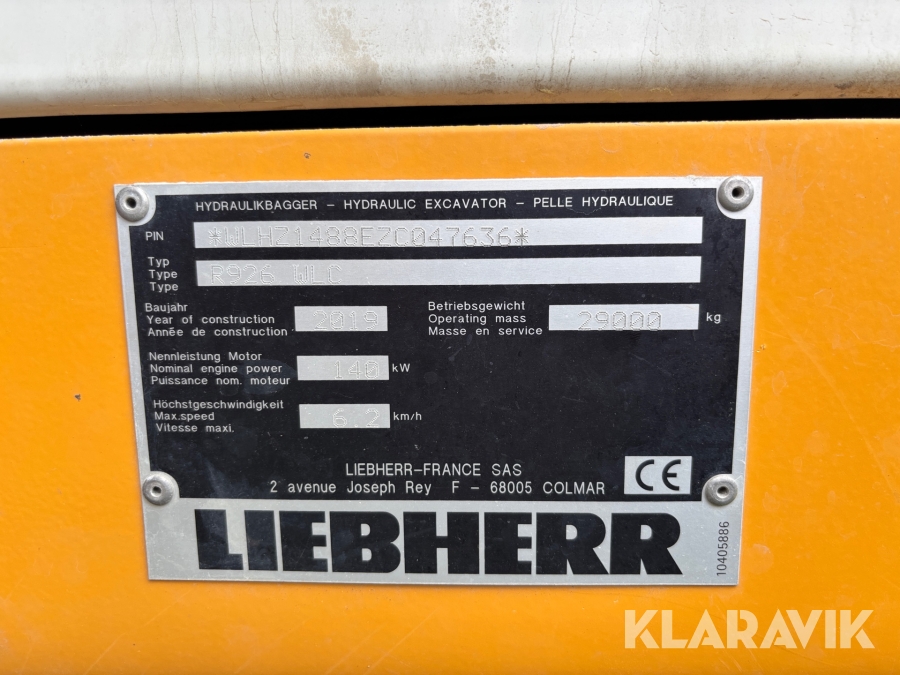 HYDRAULIKBAGGER - HYDRAULIC EXCAVATOR - PELLE HYDRAULIQUE
PIN *WLHZ1488EZC047636*
Typ
Type R926 WLC
Type
Baujahr
Year of construction 2019
Année de construction
Betriebsgewicht
Operating mass 29000 kg
Masse en service
Nennleistung Motor
Nominal engine power 140 kW
Puissance nom. moteur
Höchstgeschwindigkeit
Max.speed 6.2 km/h
Vitesse maxi.
LIEBHERR-FRANCE SAS
2 avenue Joseph Rey F - 68005 COLMAR
CE
LIEBHERR
10405886
KLARAVIK